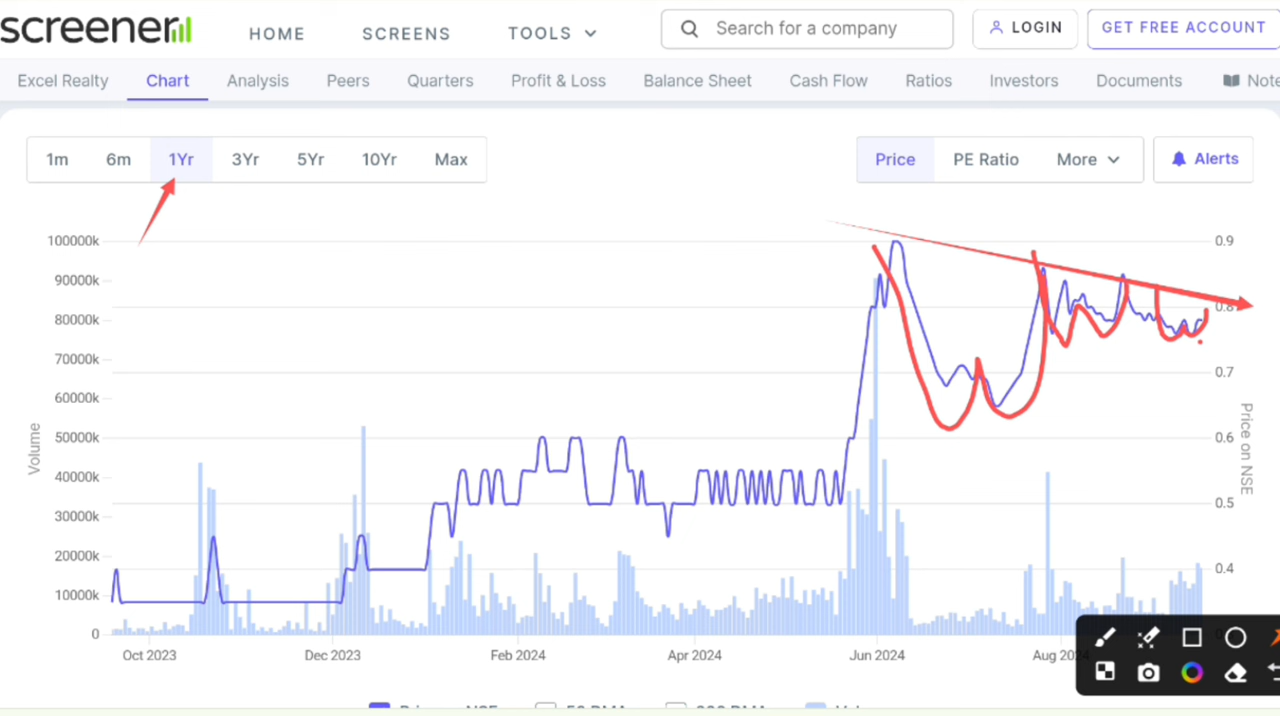 screener
HOME SCREENS TOOLS
Search for a company
LOGIN
GET FREE ACCOUNT
Excel Realty Chart Analysis Peers Quarters Profit & Loss Balance Sheet Cash Flow Ratios Investors Documents Note
1m 6m 1Yr 3Yr 5Yr 10Yr Max
Price PE Ratio More
Alerts
100000k
90000k
80000k
70000k
60000k
50000k
40000k
30000k
20000k
10000k
0
Volume
0.9
0.8
0.7
0.6
0.5
0.4
Price on NSE
Oct 2023 Dec 2023 Feb 2024 Apr 2024 Jun 2024 Aug